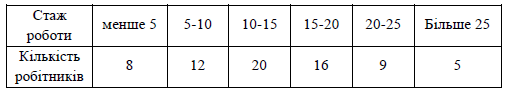 Стаж роботи менше 5 5-10 10-15 15-20 20-25 Більше 25
Кількість робітників 8 12 20 16 9 5